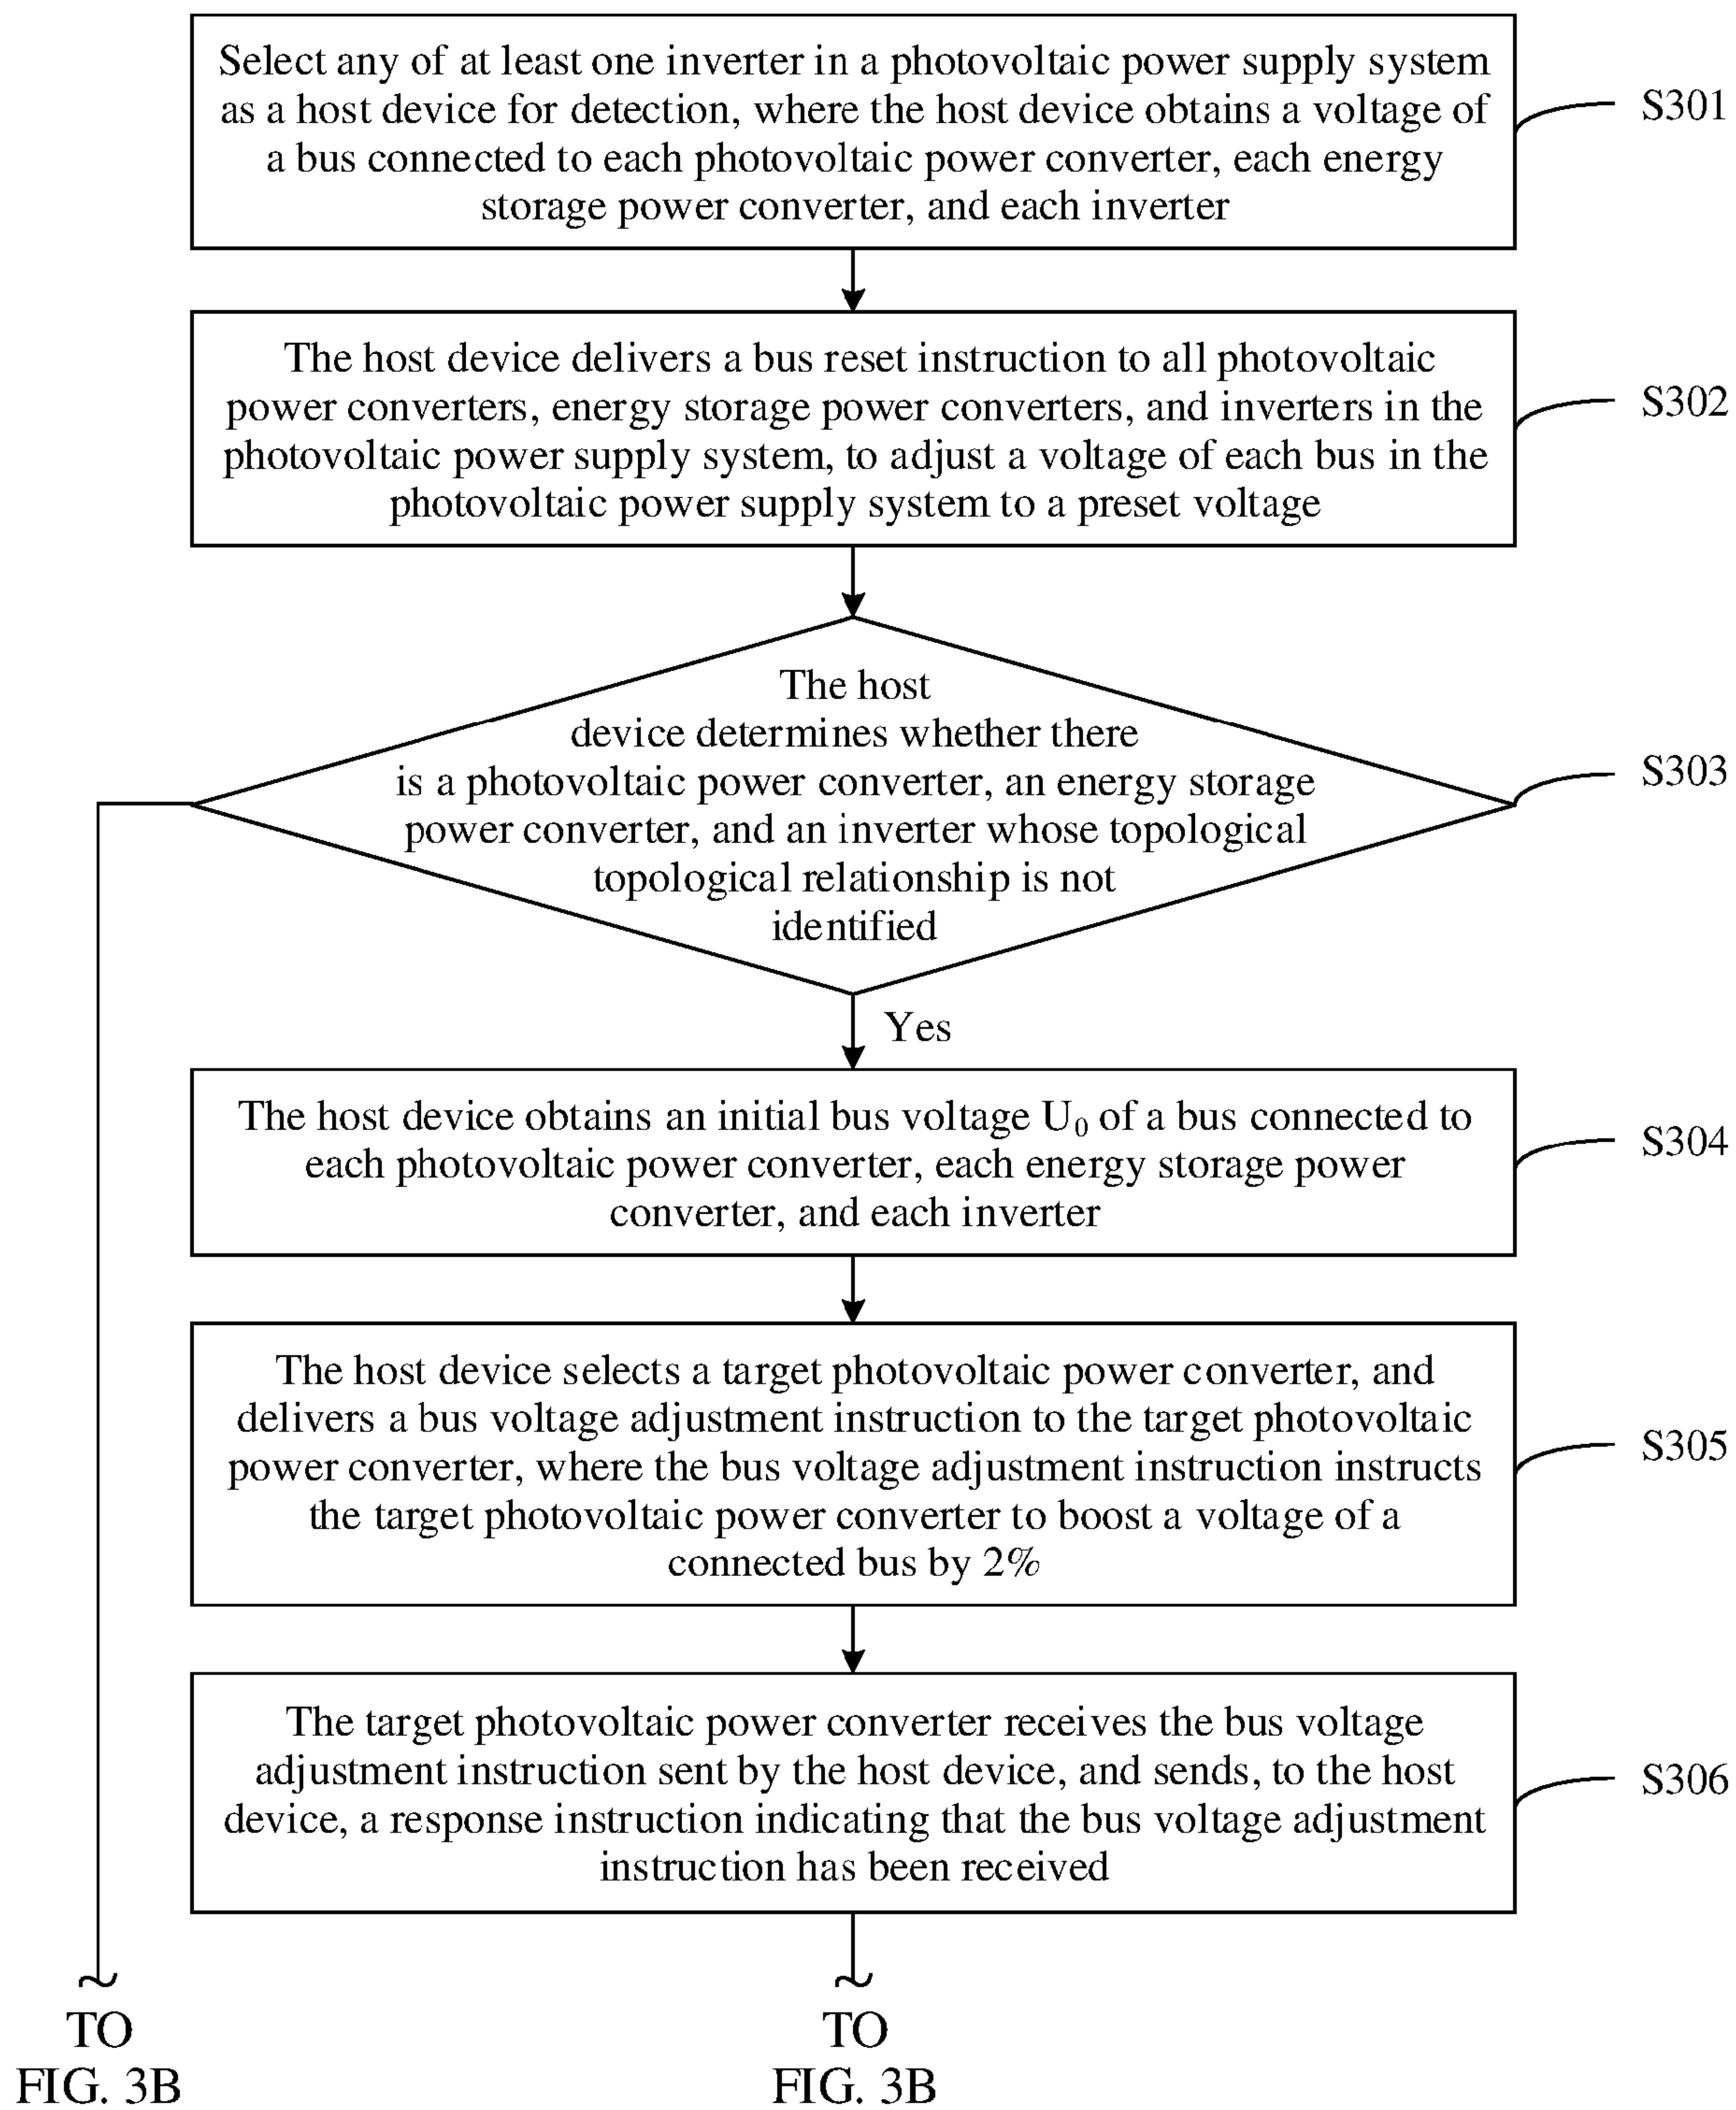 Select any of at least one inverter in a photovoltaic power supply system
as a host device for detection, where the host device obtains a voltage of
a bus connected to each photovoltaic power converter, each energy
storage power converter, and each inverter
S301
The host device delivers a bus reset instruction to all photovoltaic
power converters, energy storage power converters, and inverters in the
photovoltaic power supply system, to adjust a voltage of each bus in the
photovoltaic power supply system to a preset voltage
S302
The host
device determines whether there
is a photovoltaic power converter, an energy storage
power converter, and an inverter whose topological
topological relationship is not
identified
S303
Yes
The host device obtains an initial bus voltage U₀ of a bus connected to
each photovoltaic power converter, each energy storage power
converter, and each inverter
S304
The host device selects a target photovoltaic power converter, and
delivers a bus voltage adjustment instruction to the target photovoltaic
power converter, where the bus voltage adjustment instruction instructs
the target photovoltaic power converter to boost a voltage of a
connected bus by 2%
S305
The target photovoltaic power converter receives the bus voltage
adjustment instruction sent by the host device, and sends, to the host
device, a response instruction indicating that the bus voltage adjustment
instruction has been received
S306
TO
FIG. 3B
TO
FIG. 3B